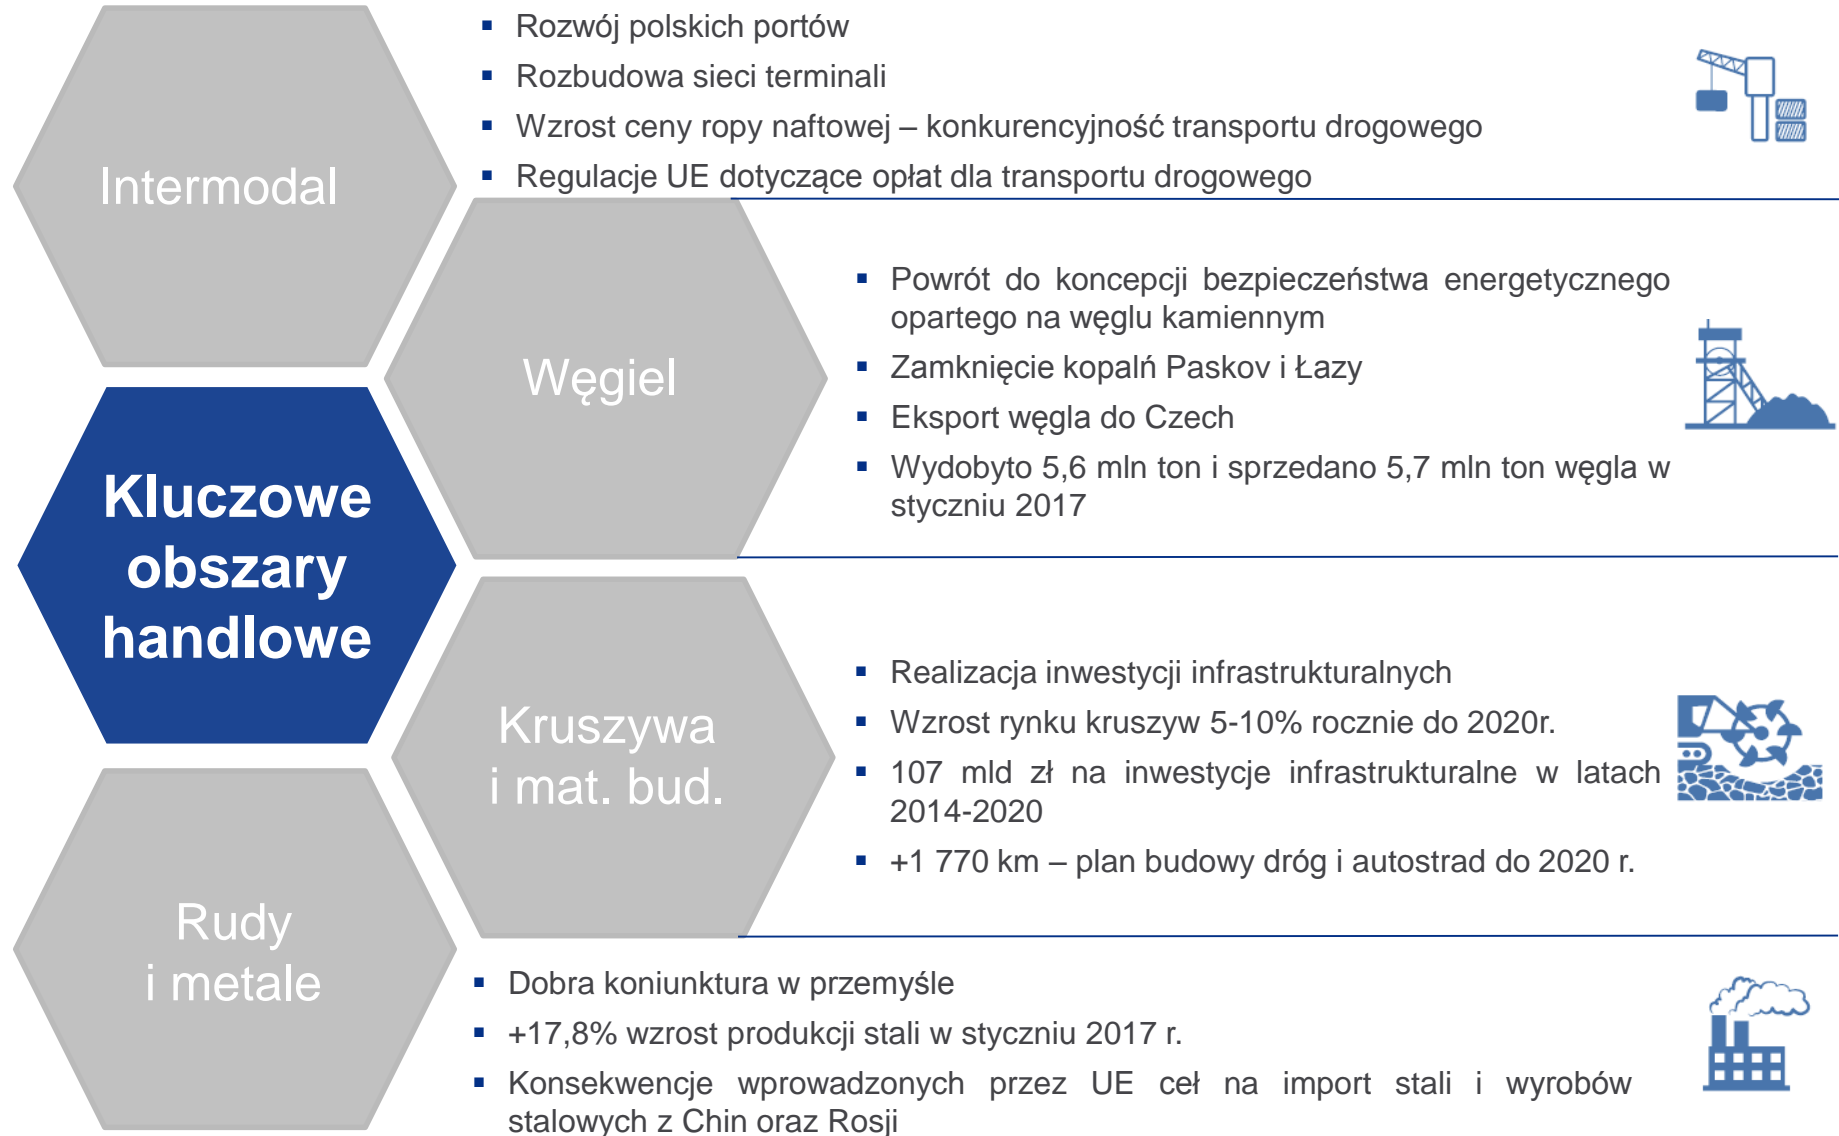 Intermodal
Rozwój polskich portów
Rozbudowa sieci terminali
Wzrost ceny ropy naftowej – konkurencyjność transportu drogowego
Regulacje UE dotyczące opłat dla transportu drogowego
Węgiel
Powrót do koncepcji bezpieczeństwa energetycznego
opartego na węglu kamiennym
Zamknięcie kopalń Paskov i Łazy
Eksport węgla do Czech
Wydobyto 5,6 mln ton i sprzedano 5,7 mln ton węgla w
styczniu 2017
Kluczowe
obszary
handlowe
Kruszywa
i mat. bud.
Realizacja inwestycji infrastrukturalnych
Wzrost rynku kruszyw 5-10% rocznie do 2020r.
107 mld zł na inwestycje infrastrukturalne w latach
2014-2020
+1 770 km – plan budowy dróg i autostrad do 2020 r.
Rudy
i metale
Dobra koniunktura w przemyśle
+17,8% wzrost produkcji stali w styczniu 2017 r.
Konsekwencje wprowadzonych przez UE ceł na import stali i wyrobów
stalowych z Chin oraz Rosji